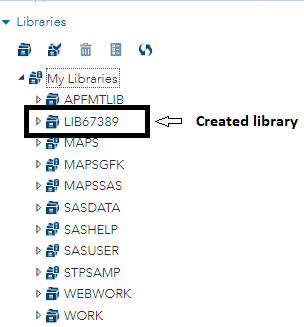 Libraries
My Libraries
APFMTLIB
LIB67389
Created library
MAPS
MAPSGFK
MAPSSAS
SASDATA
SASHELP
SASUSER
STPSAMP
WEBWORK
WORK